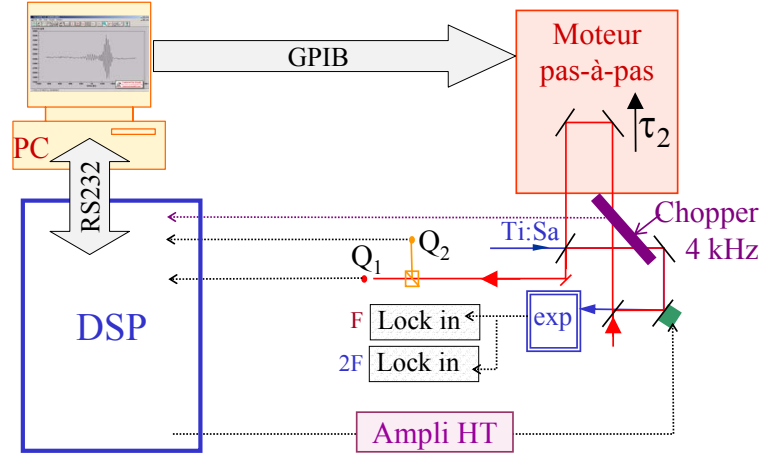 GPIB
Moteur
pas-à-pas
τ2
PC
RS232
Chopper
4 kHz
Ti:Sa
Q2
Q1
DSP
F
Lock in
exp
2F
Lock in
Ampli HT